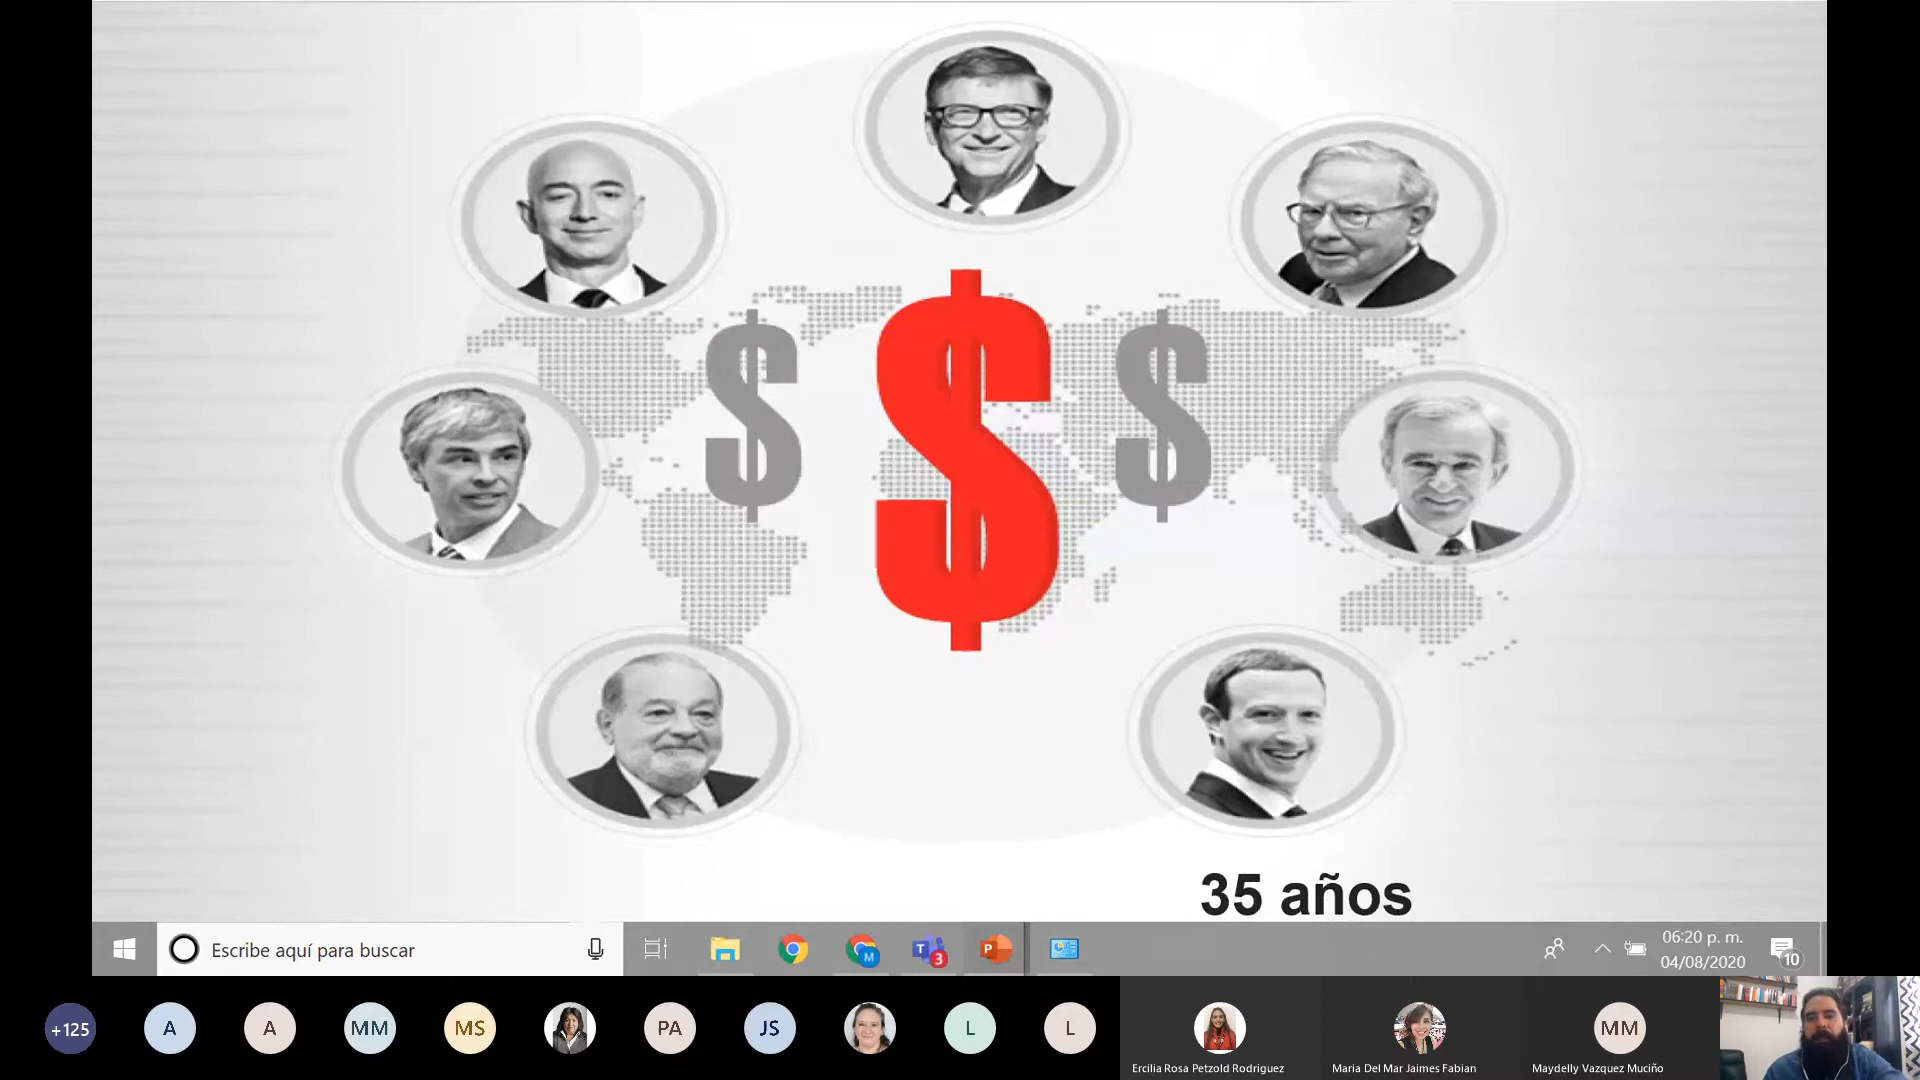 $ $ $
35 años
Escribe aquí para buscar
T
3
M
P
06:20 p. m.
04/08/2020
10
+125
A
A
MM
MS
PA
JS
L
L
MM
Ercilia Rosa Petzold Rodriguez
Maria Del Mar Jaimes Fabian
Maydelly Vazquez Muciño